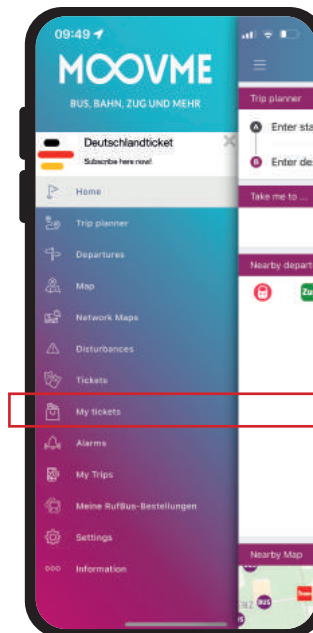 09:49
MOOVME
BUS, BAHN, ZUG UND MEHR
Deutschlandticket
Subscribe here now!
Home
Trip planner
Departures
Map
Network Maps
Disturbances
Tickets
My tickets
Alarms
My Trips
Meine RufBus-Bestellungen
Settings
Information
Trip planner
A Enter sta
B Enter de
Take me to ...
Nearby depart
Zu
Nearby Map
BUS